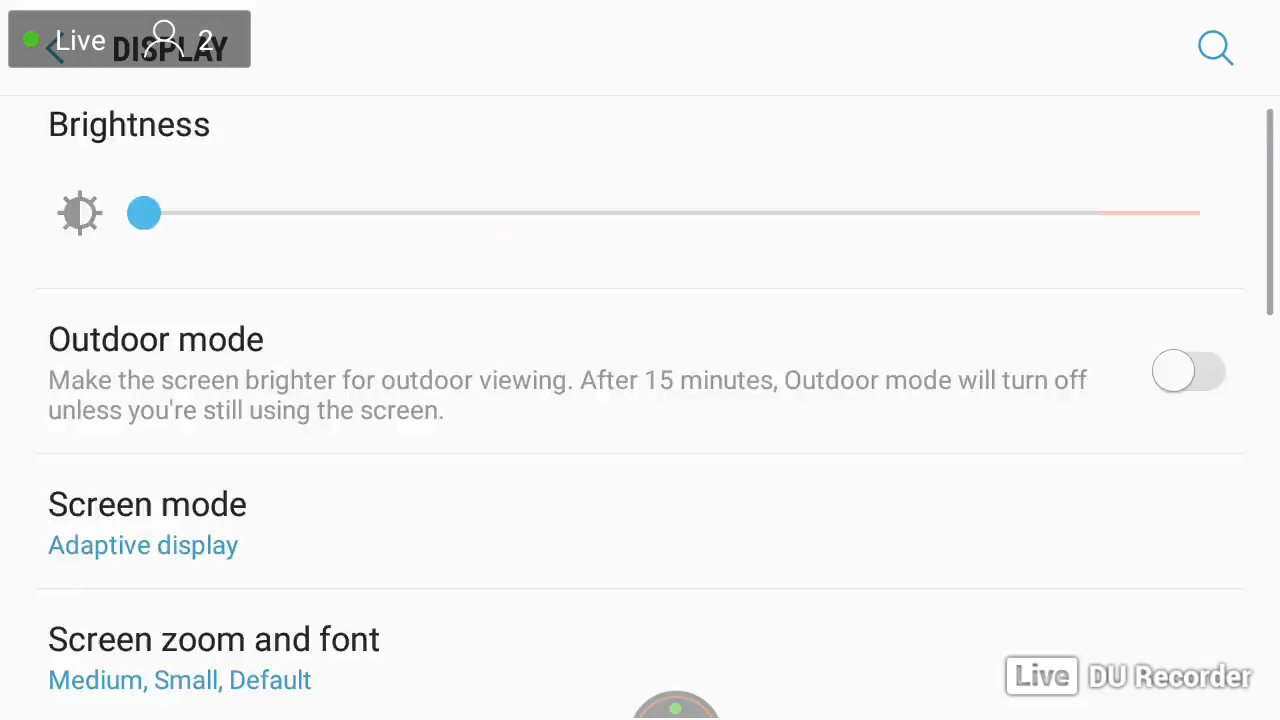 Live 2
DISPLAY
Brightness
Outdoor mode
Make the screen brighter for outdoor viewing. After 15 minutes, Outdoor mode will turn off
unless you're still using the screen.
Screen mode
Adaptive display
Screen zoom and font
Medium, Small, Default
Live DU Recorder